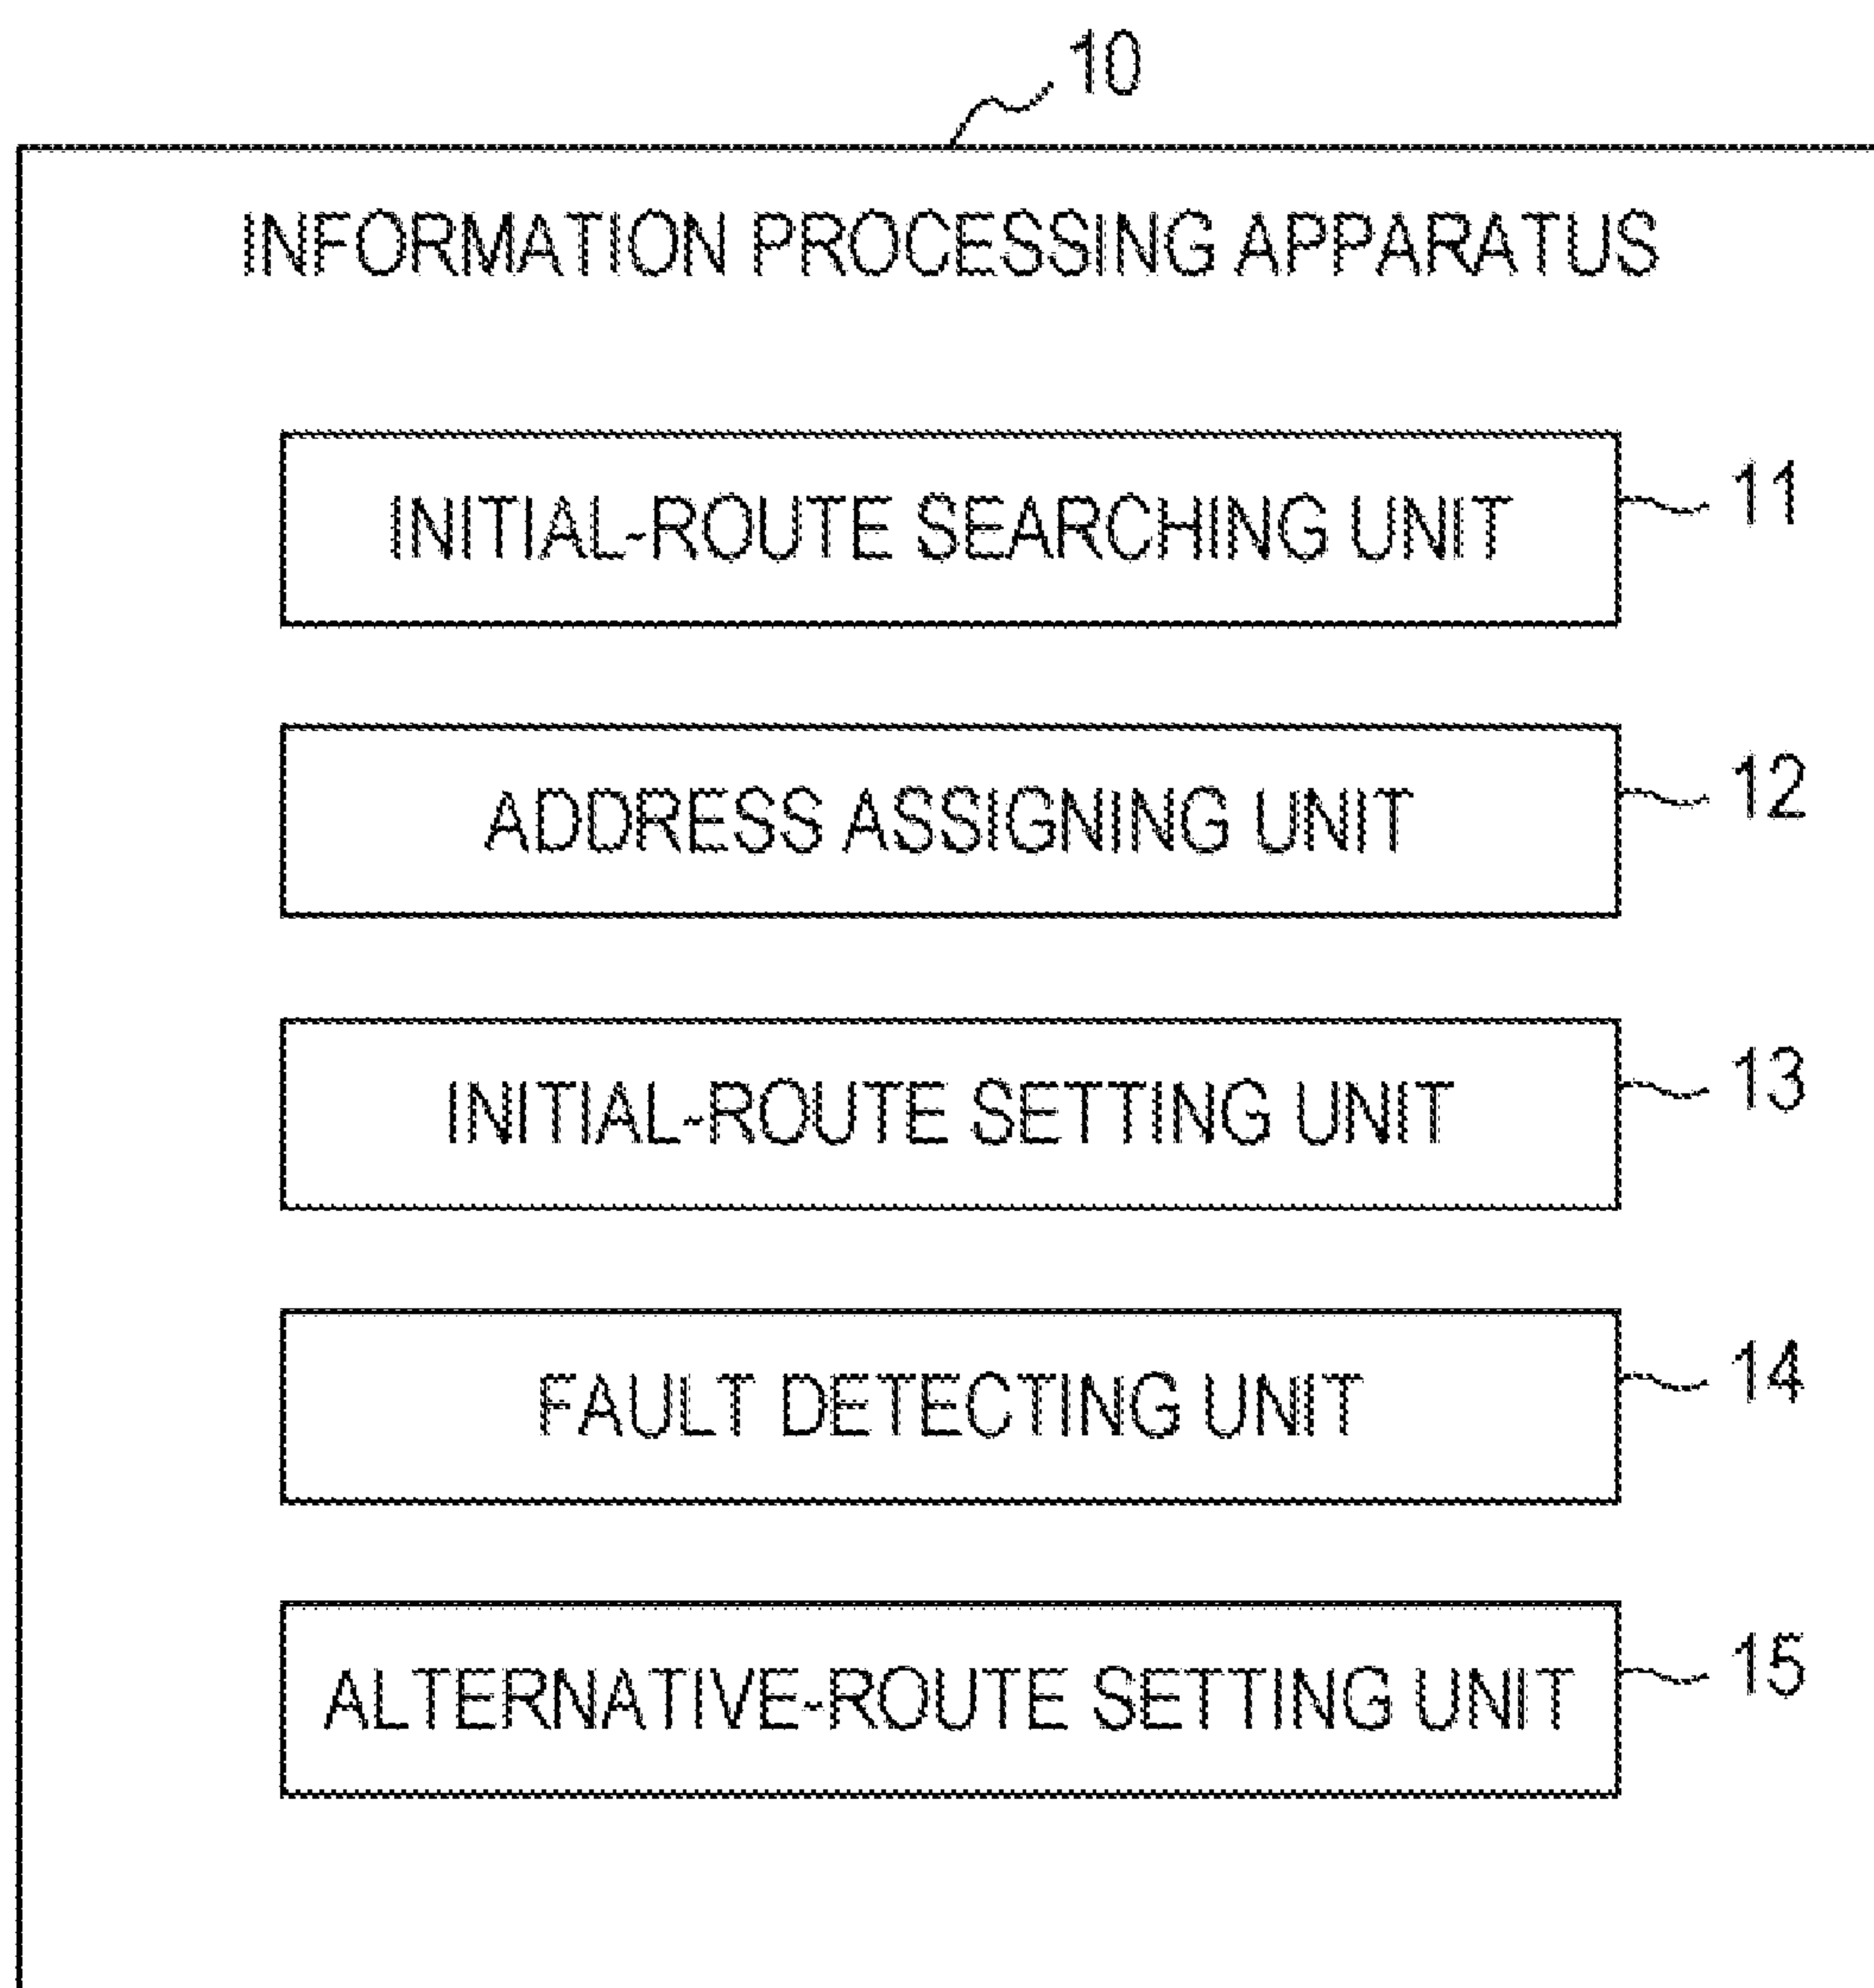 10
INFORMATION PROCESSING APPARATUS
INITIAL-ROUTE SEARCHING UNIT
11
ADDRESS ASSIGNING UNIT
12
INITIAL-ROUTE SETTING UNIT
13
FAULT DETECTING UNIT
14
ALTERNATIVE-ROUTE SETTING UNIT
15